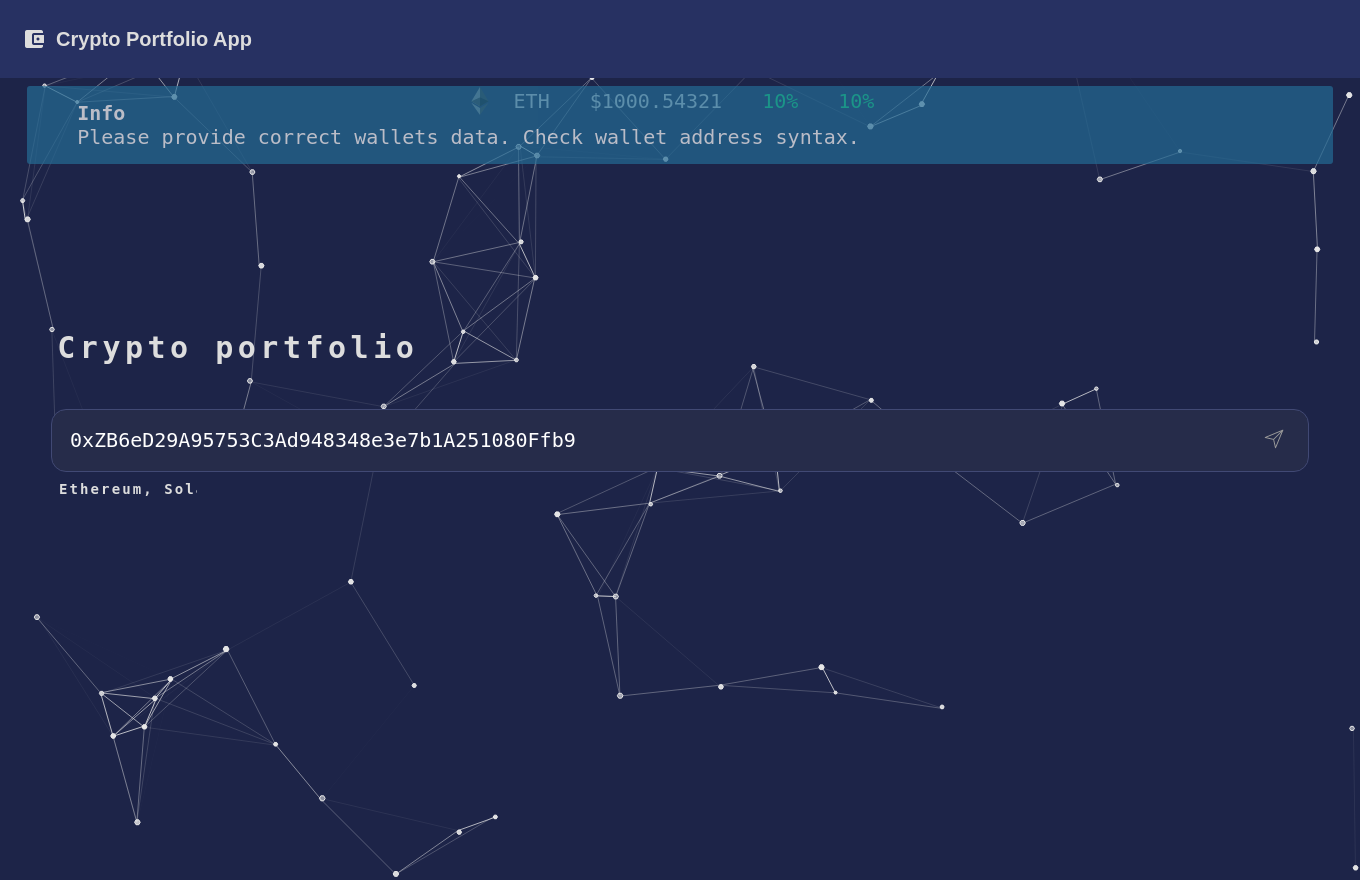 Crypto Portfolio App
ETH $1000.54321 10% 10%
Info
Please provide correct wallets data. Check wallet address syntax.
Crypto portfolio
0xZB6eD29A95753C3Ad948348e3e7b1A251080Ffb9
Ethereum, Sol